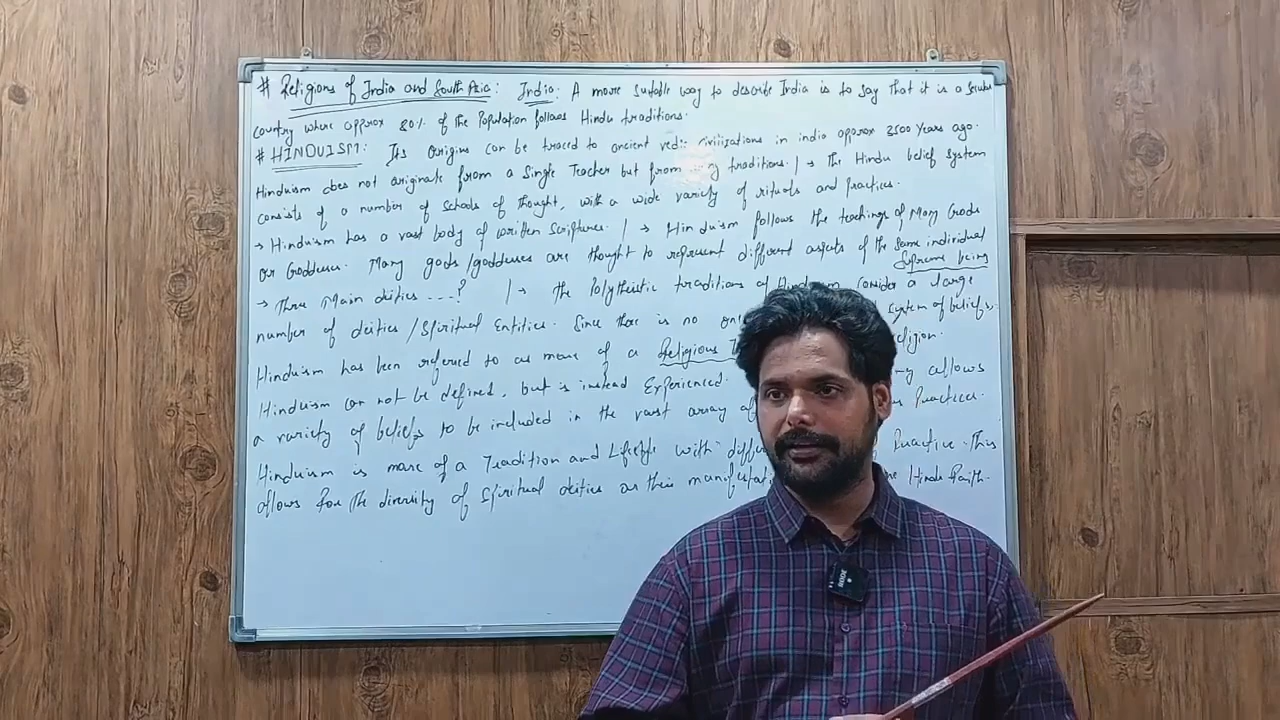 # Religions of India and South Asia: India: A more suitable way to describe India is to say that it is a secular
country where approx 80% of the Population follows Hindu traditions.
# HINDUISM: Its origins can be traced to ancient vedic civilizations in india approx 3500 Years ago.
Hinduism does not originate from a Single Teacher but from many traditions. | → The Hindu belief system
consists of a number of schools of thought, with a wide variety of rituals and Practices.
→ Hinduism has a vast body of written Scriptures. | → Hinduism follows the teachings of Many Gods
or Goddesses. Many gods/goddesses are thought to represent different aspects of the same individual
Supreme being
→ Three Main deities ....? | → the Polytheistic traditions of Hinduism Consider a large
number of deities/Spiritual Entities. Since there is no one system of beliefs,
Hinduism has been referred to as more of a Religious religion.
Hinduism can not be defined, but is instead Experienced. allows
a variety of beliefs to be included in the vast array of Practices.
Hinduism is more of a Tradition and Lifestyle with Practice. This
allows for the diversity of Spiritual deities or their Hindu Faith.
RODE